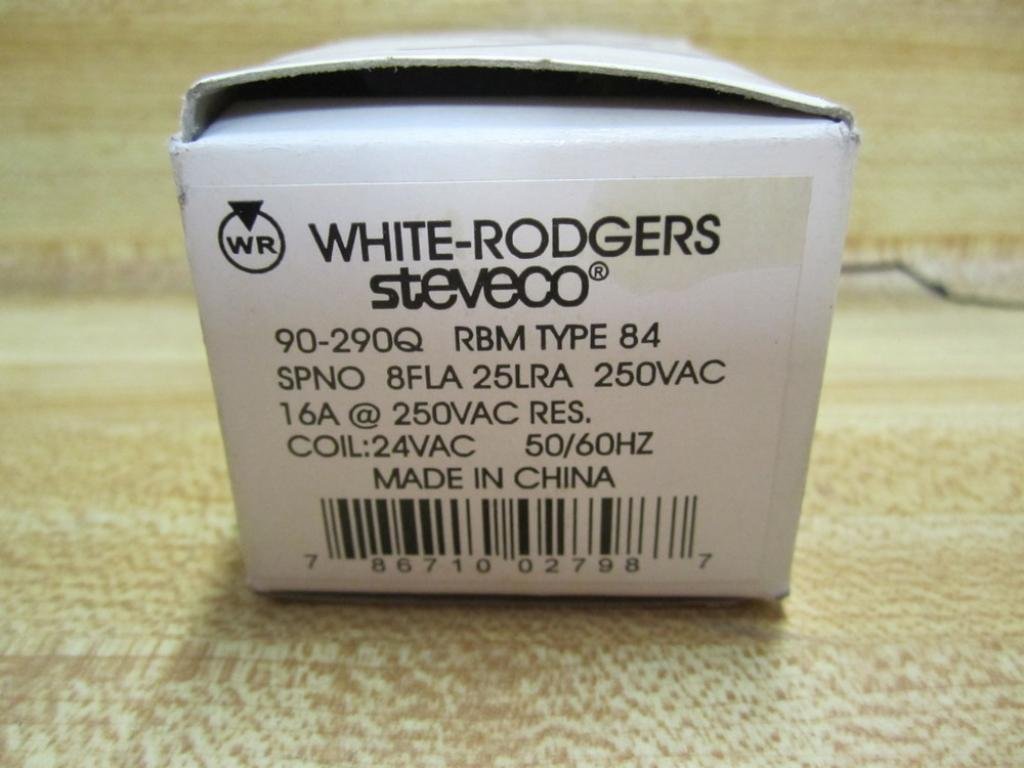 WR WHITE-RODGERS
steveco®
90-290Q RBM TYPE 84
SPNO 8FLA 25LRA 250VAC
16A @ 250VAC RES.
COIL:24VAC 50/60HZ
MADE IN CHINA
7 86710 02798 7